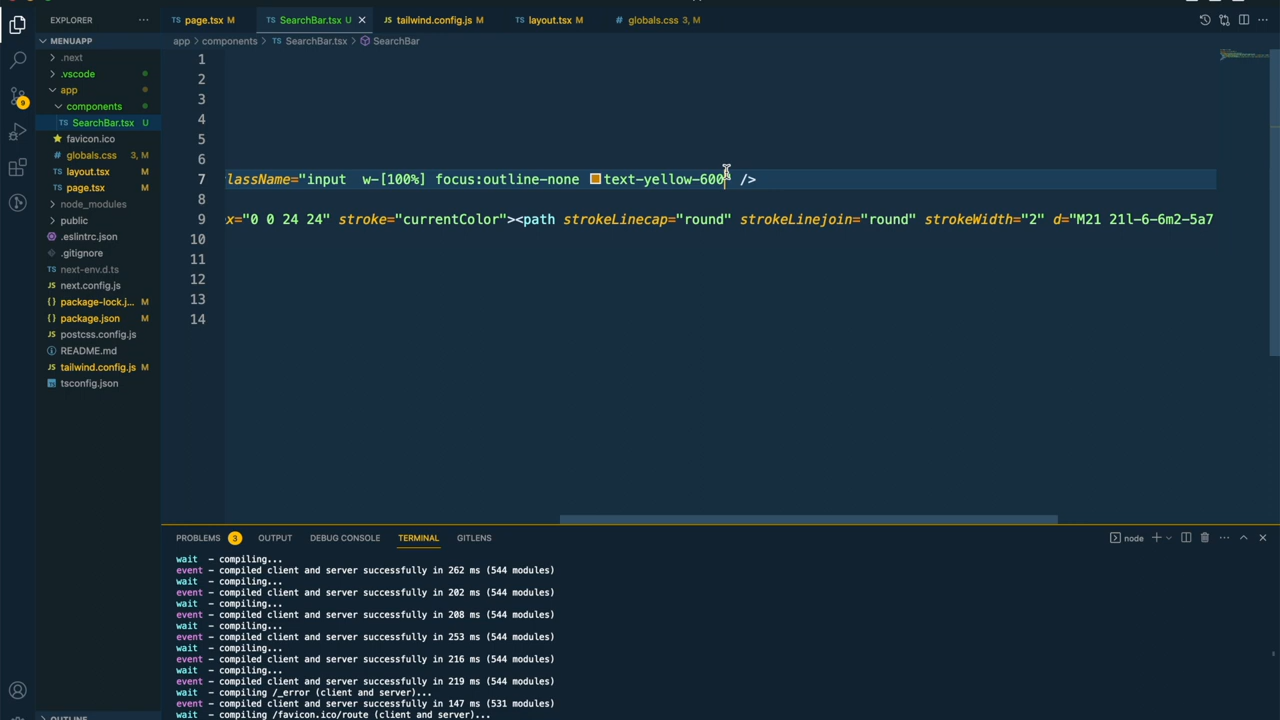 EXPLORER
page.tsx M
SearchBar.tsx U
tailwind.config.js M
layout.tsx M
globals.css 3, M
MENUAPP
app
components
SearchBar.tsx
SearchBar
.next
.vscode
app
components
SearchBar.tsx U
favicon.ico
globals.css 3, M
layout.tsx M
page.tsx M
node_modules
public
.eslintrc.json
.gitignore
next-env.d.ts
next.config.js
package-lock.j... M
package.json M
postcss.config.js
README.md
tailwind.config.js M
tsconfig.json
9
1
2
3
4
5
6
7 lassName="input  w-[100%] focus:outline-none text-yellow-600" />
8
9 x="0 0 24 24" stroke="currentColor"><path strokeLinecap="round" strokeLinejoin="round" strokeWidth="2" d="M21 21l-6-6m2-5a7
10
11
12
13
14
PROBLEMS 3 OUTPUT DEBUG CONSOLE TERMINAL GITLENS
node
wait - compiling...
event - compiled client and server successfully in 262 ms (544 modules)
wait - compiling...
event - compiled client and server successfully in 202 ms (544 modules)
wait - compiling...
event - compiled client and server successfully in 208 ms (544 modules)
wait - compiling...
event - compiled client and server successfully in 253 ms (544 modules)
wait - compiling...
event - compiled client and server successfully in 216 ms (544 modules)
wait - compiling...
event - compiled client and server successfully in 219 ms (544 modules)
wait - compiling /_error (client and server)...
event - compiled client and server successfully in 147 ms (531 modules)
wait - compiling /favicon.ico/route (client and server)...
OUTLINE